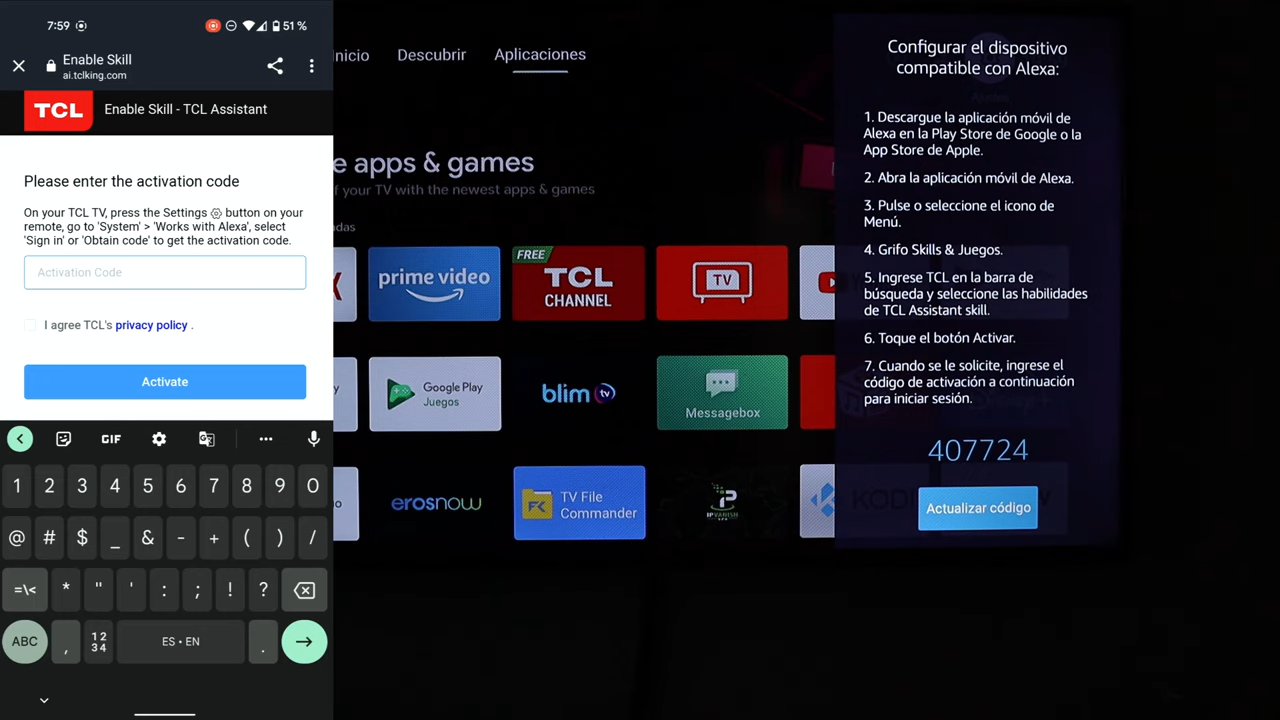 7:59
51 %
Enable Skill
ai.tclking.com
TCL
Enable Skill - TCL Assistant
Please enter the activation code
On your TCL TV, press the Settings button on your
remote, go to 'System' > 'Works with Alexa', select
'Sign in' or 'Obtain code' to get the activation code.
Activation Code
I agree TCL's privacy policy .
Activate
GIF
1 2 3 4 5 6 7 8 9 0
@ # $ _ & - + ( ) /
=\< * " ' : ; ! ?
ABC , 12 34 ES • EN .
nicio Descubrir Aplicaciones
e apps & games
f your TV with the newest apps & games
das
prime video
FREE
TCL
CHANNEL
TV
Google Play
Juegos
blim tv
Messagebox
erosnow
TV File
Commander
IPVANISH
KODI
Configurar el dispositivo
compatible con Alexa:
1. Descargue la aplicación móvil de
Alexa en la Play Store de Google o la
App Store de Apple.
2. Abra la aplicación móvil de Alexa.
3. Pulse o seleccione el icono de
Menú.
4. Grifo Skills & Juegos.
5. Ingrese TCL en la barra de
búsqueda y seleccione las habilidades
de TCL Assistant skill.
6. Toque el botón Activar.
7. Cuando se le solicite, ingrese el
código de activación a continuación
para iniciar sesión.
407724
Actualizar código